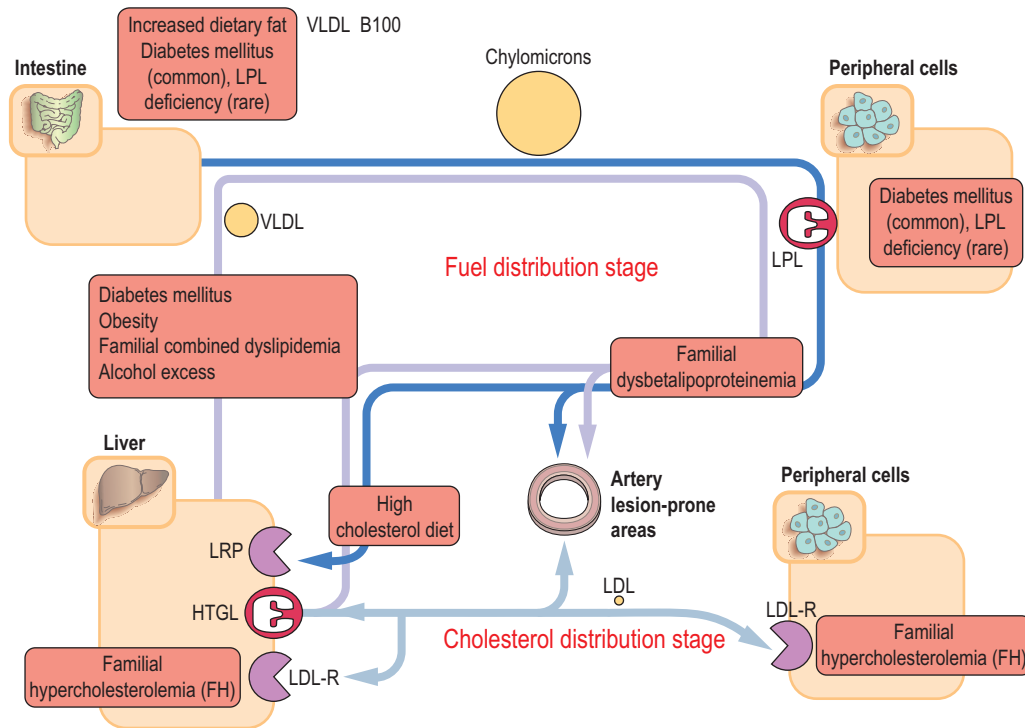 Increased dietary fat
Diabetes mellitus
(common), LPL
deficiency (rare)
VLDL B100
Intestine
Chylomicrons
Peripheral cells
VLDL
LPL
Diabetes mellitus
(common), LPL
deficiency (rare)
Fuel distribution stage
Diabetes mellitus
Obesity
Familial combined dyslipidemia
Alcohol excess
Familial
dysbetalipoproteinemia
Liver
High
cholesterol diet
Artery
lesion-prone
areas
Peripheral cells
LRP
HTGL
LDL
Cholesterol distribution stage
LDL-R
Familial
hypercholesterolemia (FH)
LDL-R
Familial
hypercholesterolemia (FH)